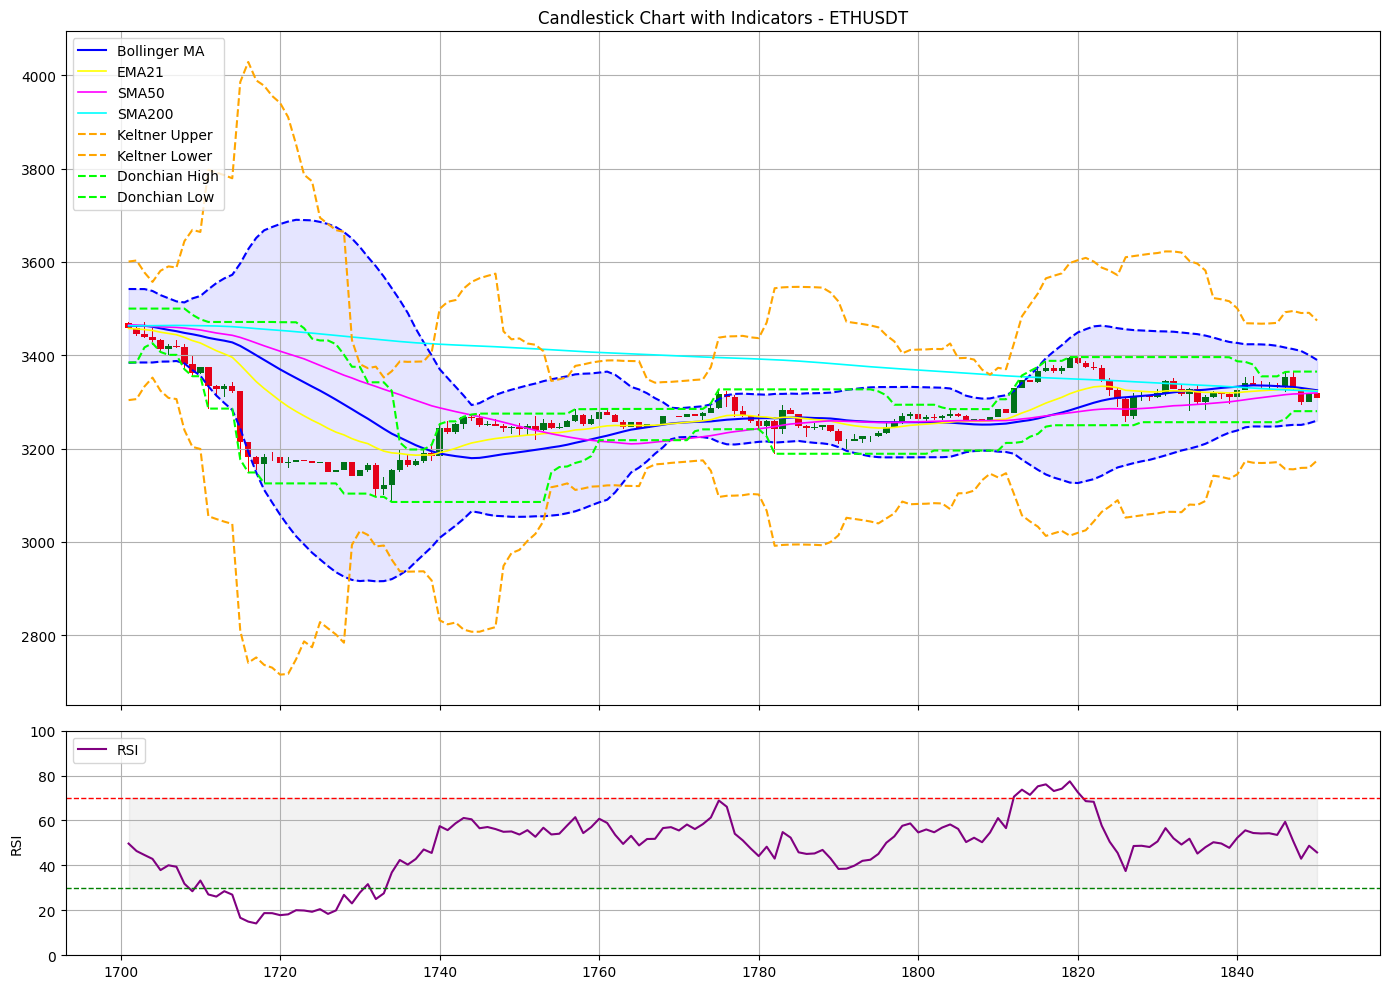 Candlestick Chart with Indicators - ETHUSDT
Bollinger MA
EMA21
SMA50
SMA200
Keltner Upper
Keltner Lower
Donchian High
Donchian Low
4000
3800
3600
3400
3200
3000
2800
RSI
100
80
60
40
20
0
RSI
1700 1720 1740 1760 1780 1800 1820 1840